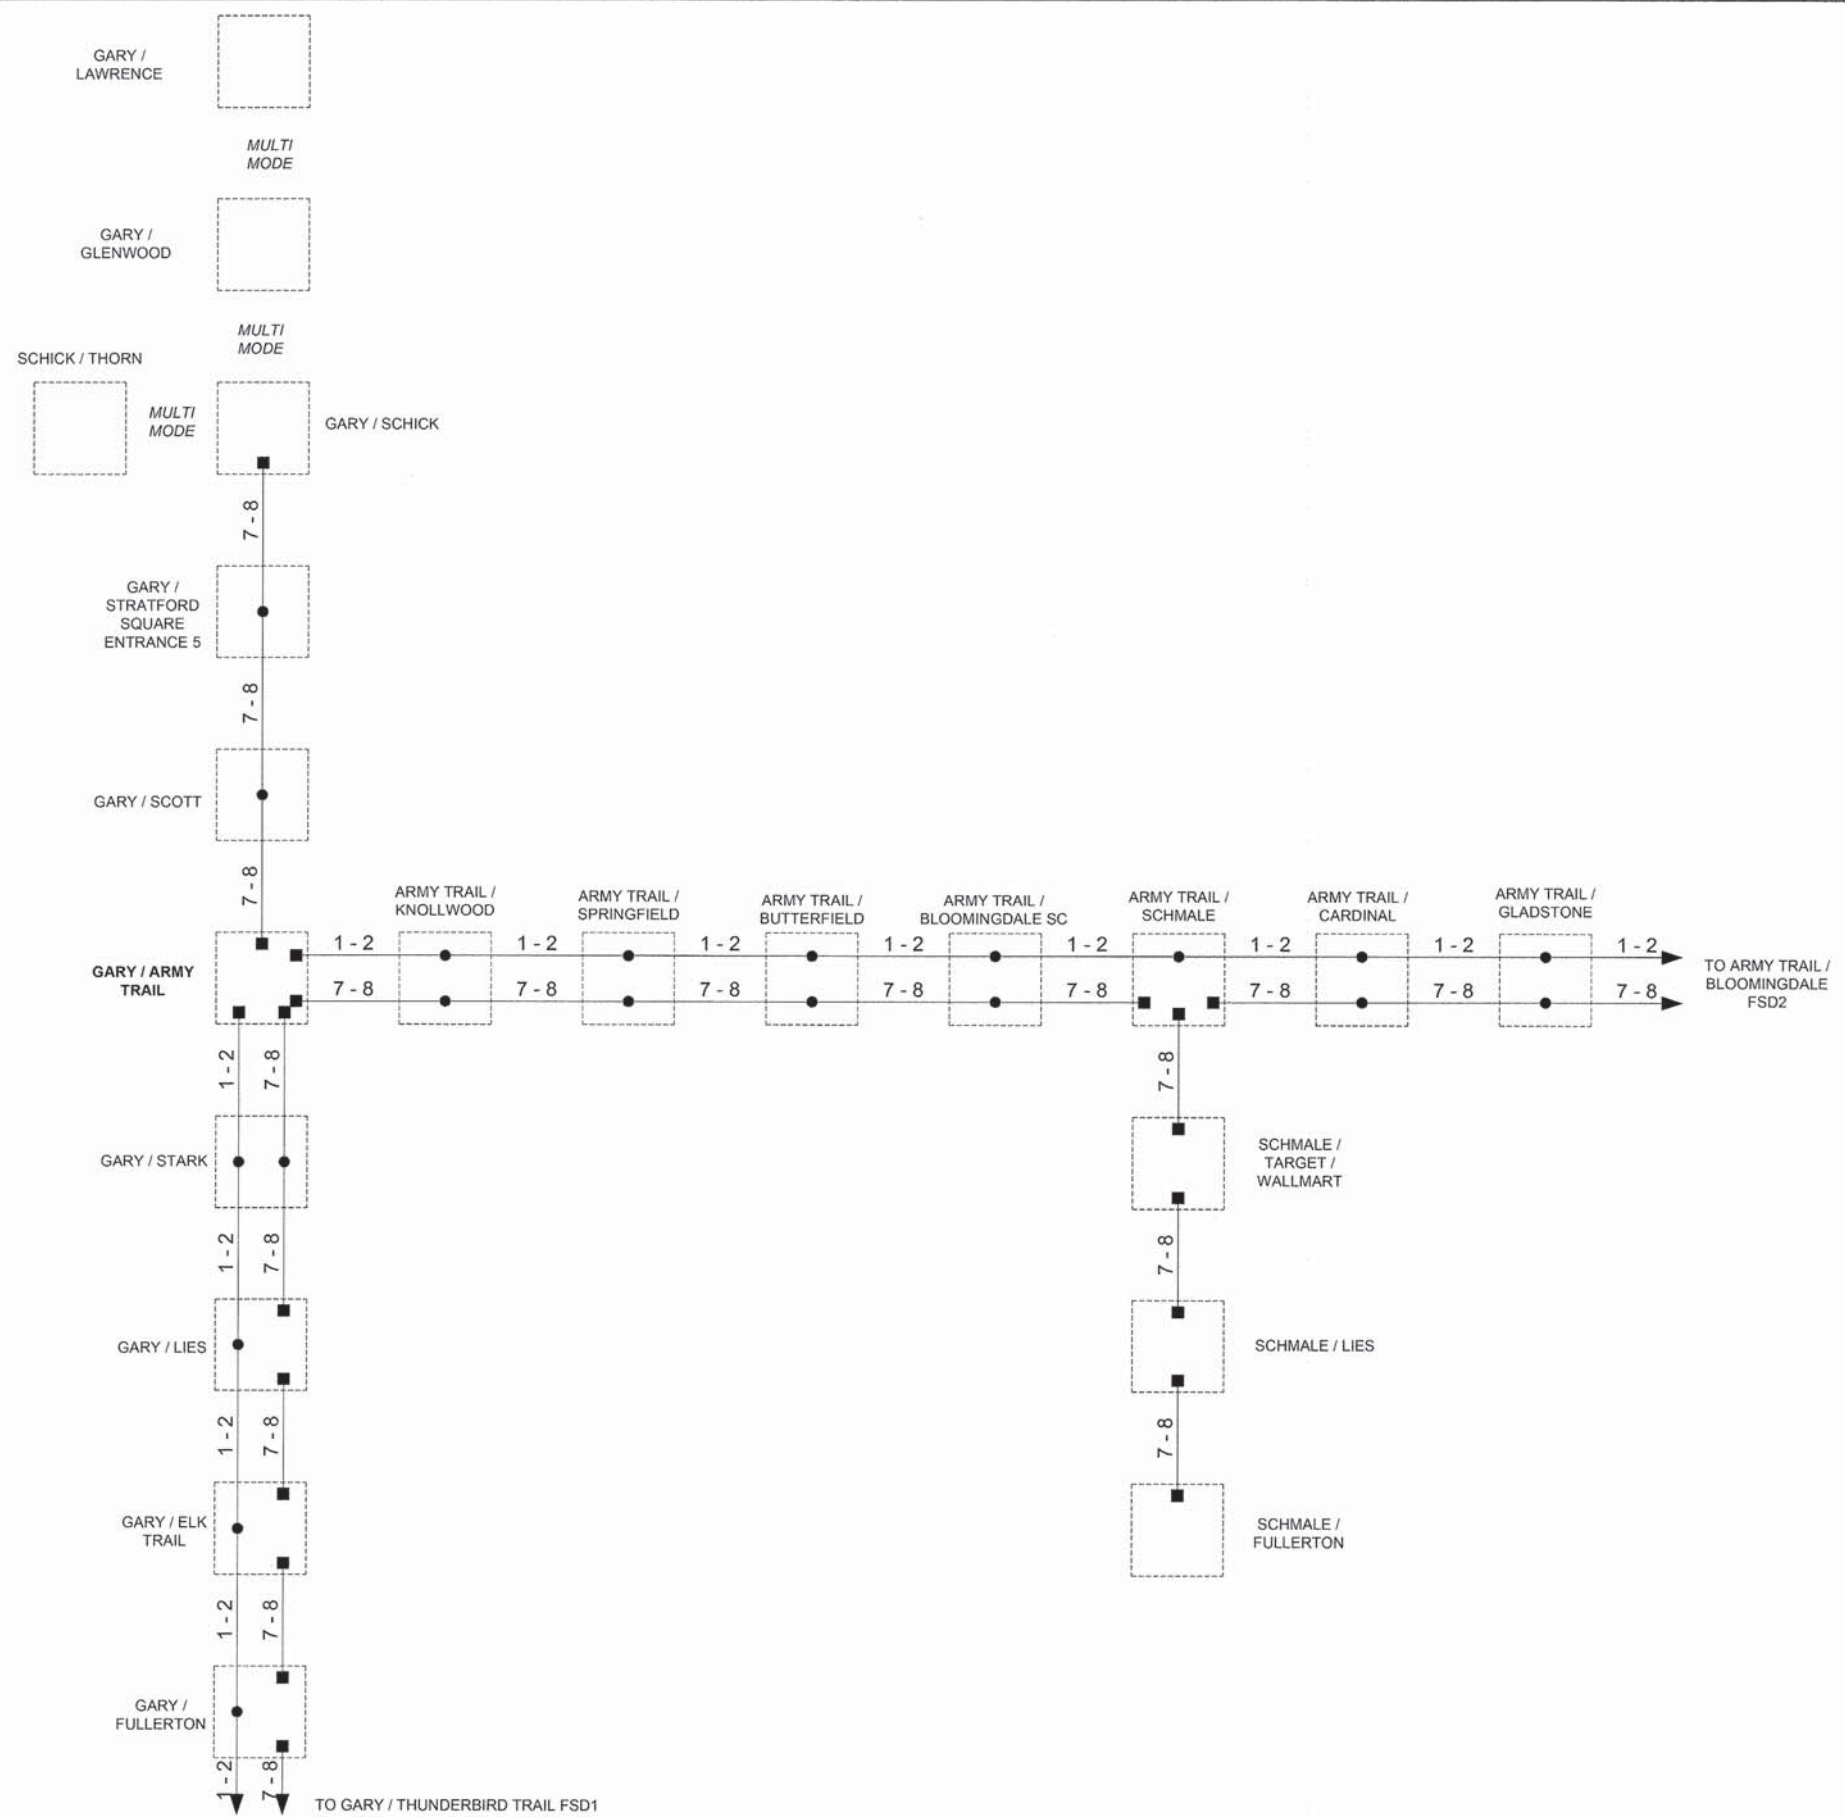 GARY /
LAWRENCE
MULTI
MODE
GARY /
GLENWOOD
MULTI
MODE
SCHICK / THORN
MULTI
MODE
GARY / SCHICK
7 - 8
GARY /
STRATFORD
SQUARE
ENTRANCE 5
7 - 8
GARY / SCOTT
7 - 8
ARMY TRAIL /
KNOLLWOOD
ARMY TRAIL /
SPRINGFIELD
ARMY TRAIL /
BUTTERFIELD
ARMY TRAIL /
BLOOMINGDALE SC
ARMY TRAIL /
SCHMALE
ARMY TRAIL /
CARDINAL
ARMY TRAIL /
GLADSTONE
GARY / ARMY
TRAIL
1 - 2
1 - 2
1 - 2
1 - 2
1 - 2
1 - 2
1 - 2
1 - 2
7 - 8
7 - 8
7 - 8
7 - 8
7 - 8
7 - 8
7 - 8
7 - 8
TO ARMY TRAIL /
BLOOMINGDALE
FSD2
1 - 2
7 - 8
7 - 8
GARY / STARK
SCHMALE /
TARGET /
WALLMART
1 - 2
7 - 8
7 - 8
GARY / LIES
SCHMALE / LIES
1 - 2
7 - 8
7 - 8
GARY / ELK
TRAIL
SCHMALE /
FULLERTON
1 - 2
7 - 8
GARY /
FULLERTON
1 - 2
7 - 8
TO GARY / THUNDERBIRD TRAIL FSD1